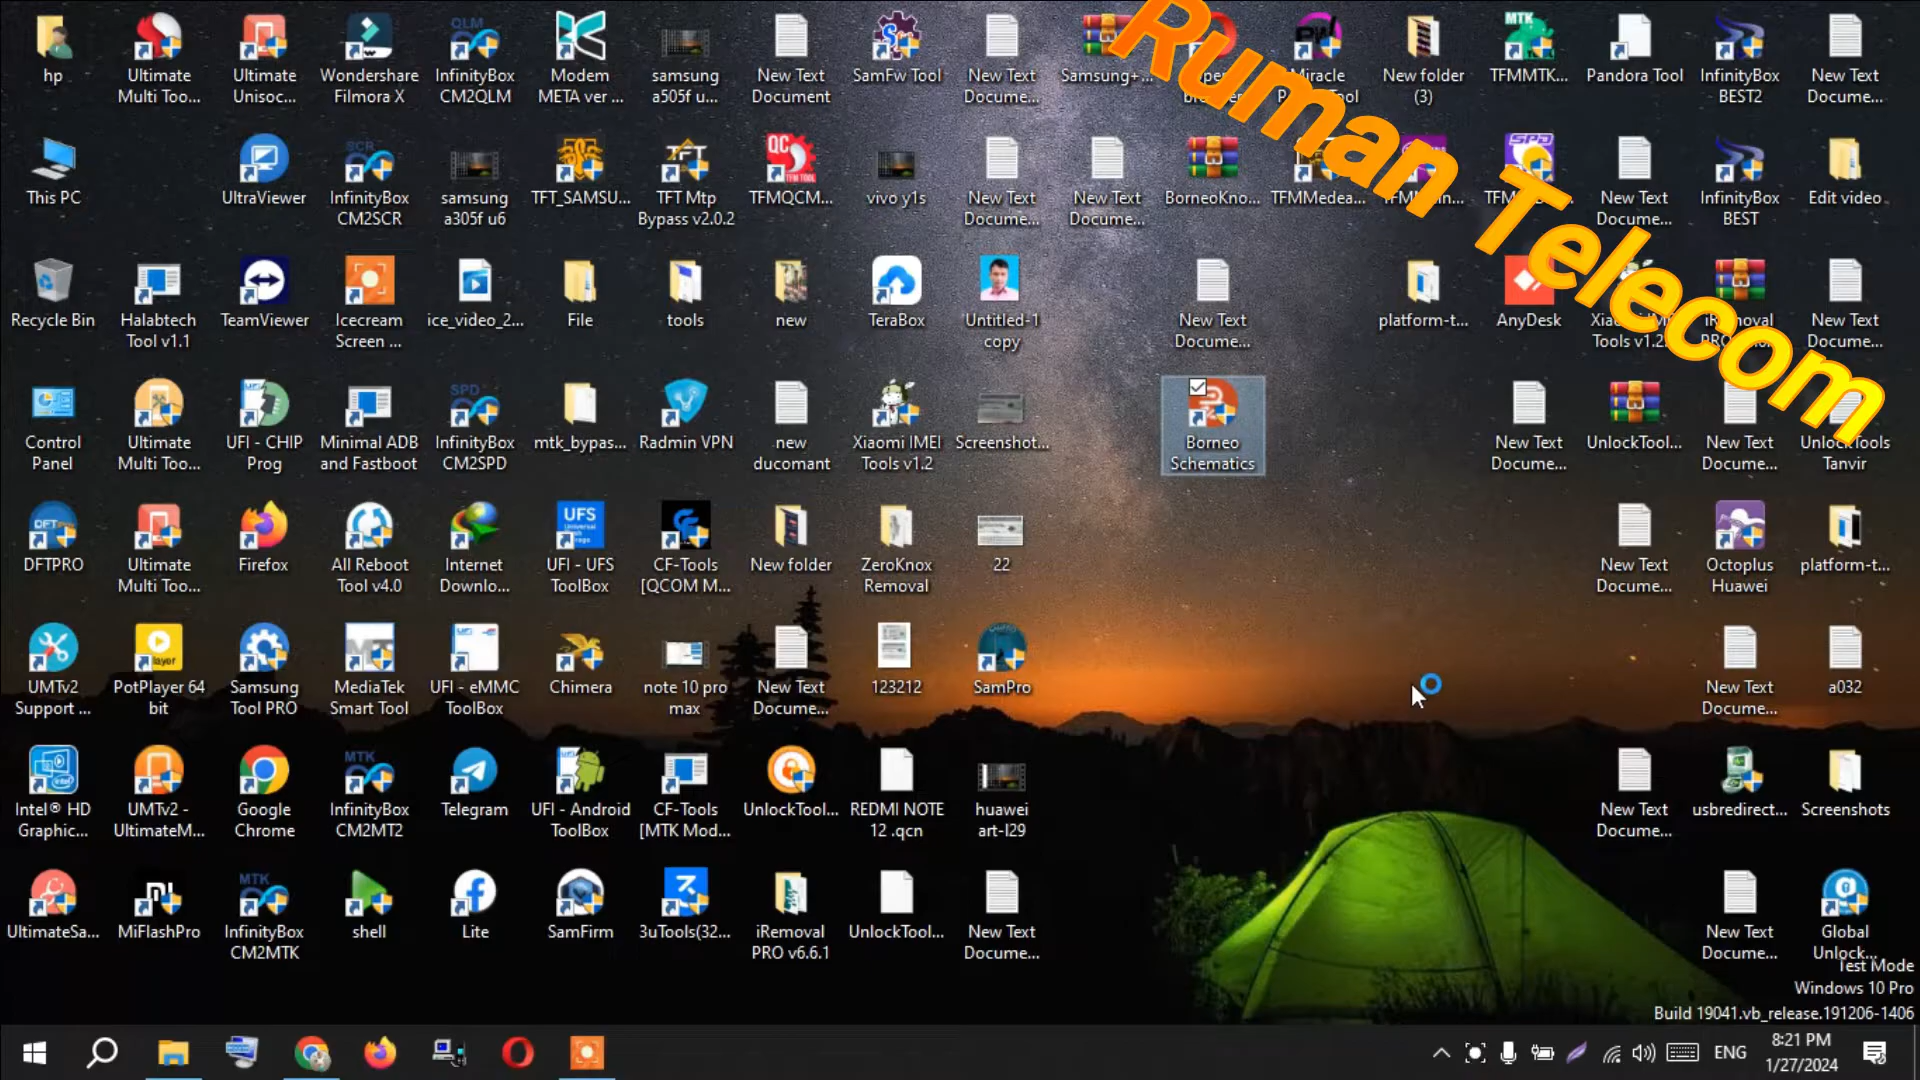 hp
Ultimate
Multi Too...
Ultimate
Unisoc...
Wondershare
Filmora X
QLM
InfinityBox
CM2QLM
Modem
META ver ...
samsung
a505f u...
New Text
Document
SamFw Tool
New Text
Docume...
Samsung+ ...
New folder
(3)
MTK
TFMMTK...
Pandora Tool
InfinityBox
BEST2
New Text
Docume...
Ruman Telecom
This PC
UltraViewer
SCR
InfinityBox
CM2SCR
samsung
a305f u6
TFT_SAMSU...
TFT
TFT Mtp
Bypass v2.0.2
QC
TFMQCM...
vivo y1s
New Text
Docume...
New Text
Docume...
BorneoKno...
TFMMedea...
SPD
New Text
Docume...
InfinityBox
BEST
Edit video
Recycle Bin
Halabtech
Tool v1.1
TeamViewer
Icecream
Screen ...
ice_video_2...
File
tools
new
TeraBox
Untitled-1
copy
New Text
Docume...
platform-t...
AnyDesk
New Text
Docume...
Control
Panel
Ultimate
Multi Too...
UFI - CHIP
Prog
Minimal ADB
and Fastboot
SPD
InfinityBox
CM2SPD
mtk_bypas...
Radmin VPN
new
ducomant
Xiaomi IMEI
Tools v1.2
Screenshot...
Borneo
Schematics
New Text
Docume...
UnlockTool...
New Text
Docume...
UnlockTools
Tanvir
DFT
DFTPRO
Ultimate
Multi Too...
Firefox
All Reboot
Tool v4.0
Internet
Downlo...
UFS
UFI - UFS
ToolBox
CF-Tools
[QCOM M...
New folder
ZeroKnox
Removal
22
New Text
Docume...
Octoplus
Huawei
platform-t...
UMTv2
Support ...
PotPlayer 64
bit
Samsung
Tool PRO
MediaTek
Smart Tool
UFI - eMMC
ToolBox
Chimera
note 10 pro
max
New Text
Docume...
123212
SamPro
New Text
Docume...
a032
Intel® HD
Graphic...
UMTv2 -
UltimateM...
Google
Chrome
MTK
InfinityBox
CM2MT2
Telegram
UFI - Android
ToolBox
CF-Tools
[MTK Mod...
UnlockTool...
REDMI NOTE
12 .qcn
huawei
art-l29
New Text
Docume...
usbredirect...
Screenshots
UltimateSa...
MiFlashPro
MTK
InfinityBox
CM2MTK
shell
Lite
SamFirm
3uTools(32...
iRemoval
PRO v6.6.1
UnlockTool...
New Text
Docume...
New Text
Docume...
Global
Unlock...
Test Mode
Windows 10 Pro
Build 19041.vb_release.191206-1406
ENG
8:21 PM
1/27/2024